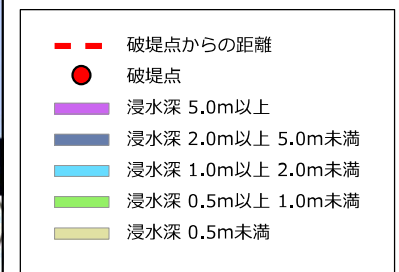 破堤点からの距離
破堤点
浸水深 5.0m以上
浸水深 2.0m以上 5.0m未満
浸水深 1.0m以上 2.0m未満
浸水深 0.5m以上 1.0m未満
浸水深 0.5m未満